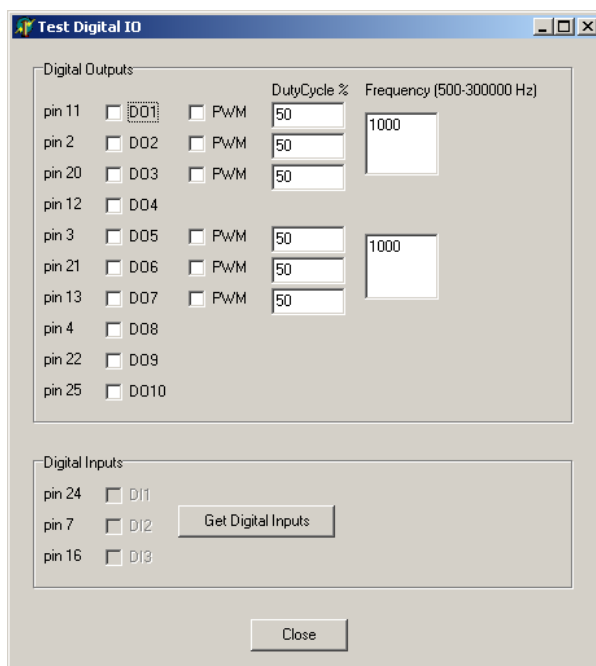 Test Digital IO
Digital Outputs
DutyCycle % Frequency (500-300000 Hz)
pin 11 DO1 PWM 50 1000
pin 2 DO2 PWM 50
pin 20 DO3 PWM 50
pin 12 DO4
pin 3 DO5 PWM 50 1000
pin 21 DO6 PWM 50
pin 13 DO7 PWM 50
pin 4 DO8
pin 22 DO9
pin 25 DO10
Digital Inputs
pin 24 DI1
pin 7 DI2 Get Digital Inputs
pin 16 DI3
Close